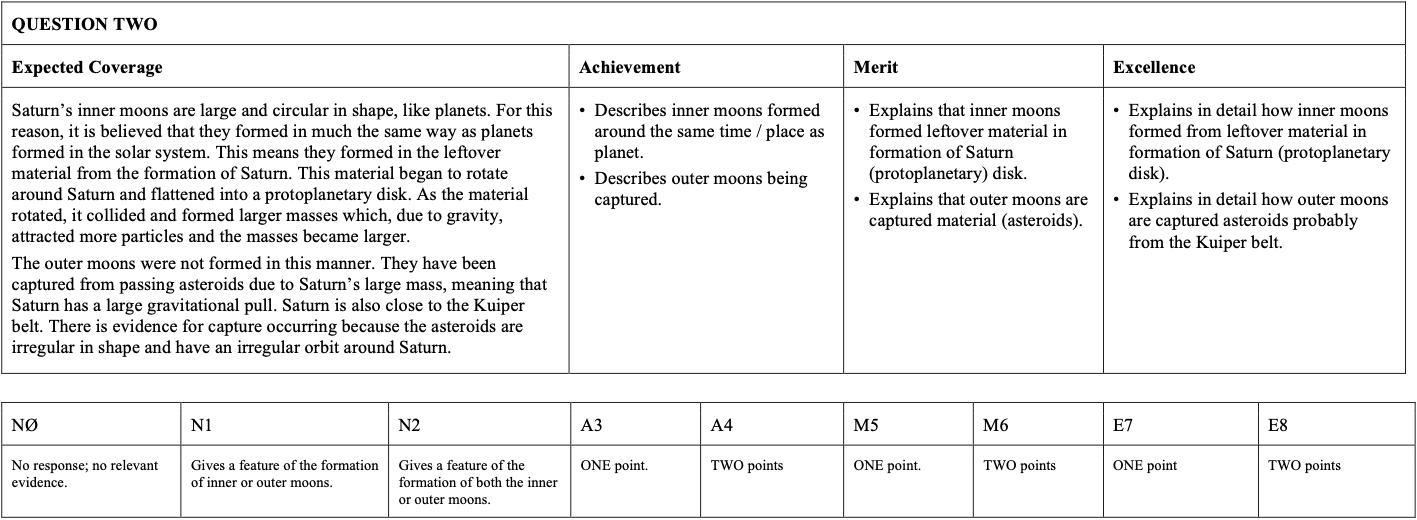 QUESTION TWO
Expected Coverage
Achievement
Merit
Excellence
Saturn's inner moons are large and circular in shape, like planets. For this
reason, it is believed that they formed in much the same way as planets
formed in the solar system. This means they formed in the leftover
material from the formation of Saturn. This material began to rotate
around Saturn and flattened into a protoplanetary disk. As the material
rotated, it collided and formed larger masses which, due to gravity,
attracted more particles and the masses became larger.
The outer moons were not formed in this manner. They have been
captured from passing asteroids due to Saturn's large mass, meaning that
Saturn has a large gravitational pull. Saturn is also close to the Kuiper
belt. There is evidence for capture occurring because the asteroids are
irregular in shape and have an irregular orbit around Saturn.
• Describes inner moons formed
around the same time / place as
planet.
• Describes outer moons being
captured.
• Explains that inner moons
formed leftover material in
formation of Saturn
(protoplanetary) disk.
• Explains that outer moons are
captured material (asteroids).
• Explains in detail how inner moons
formed from leftover material in
formation of Saturn (protoplanetary
disk).
• Explains in detail how outer moons
are captured asteroids probably
from the Kuiper belt.
NØ
N1
N2
A3
A4
M5
M6
E7
E8
No response; no relevant
evidence.
Gives a feature of the formation
of inner or outer moons.
Gives a feature of the
formation of both the inner
or outer moons.
ONE point.
TWO points
ONE point.
TWO points
ONE point
TWO points